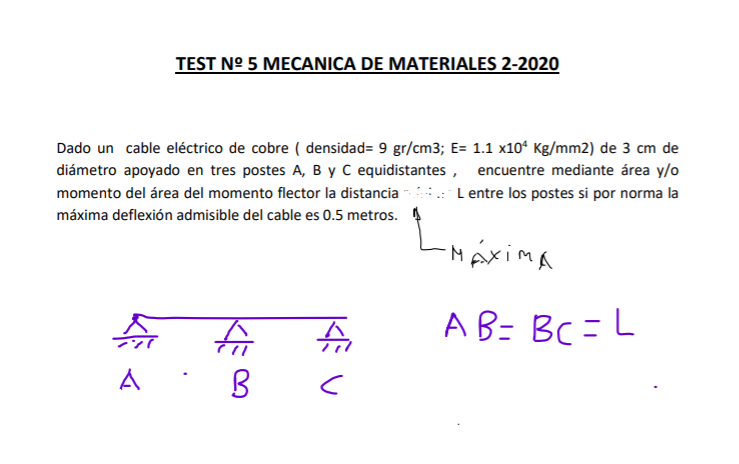 TEST Nº 5 MECANICA DE MATERIALES 2-2020
Dado un cable eléctrico de cobre ( densidad= 9 gr/cm3; E= 1.1 x10⁴ Kg/mm2) de 3 cm de
diámetro apoyado en tres postes A, B y C equidistantes , encuentre mediante área y/o
momento del área del momento flector la distancia L entre los postes si por norma la
máxima deflexión admisible del cable es 0.5 metros.
MÁXIMA
AB= BC= L
A B C